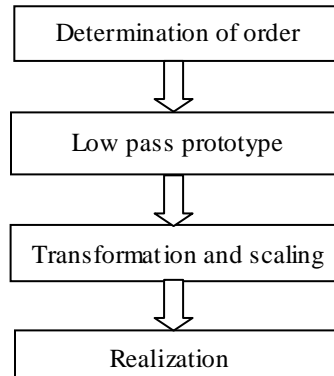 Determination of order
Low pass prototype
Transformation and scaling
Realization